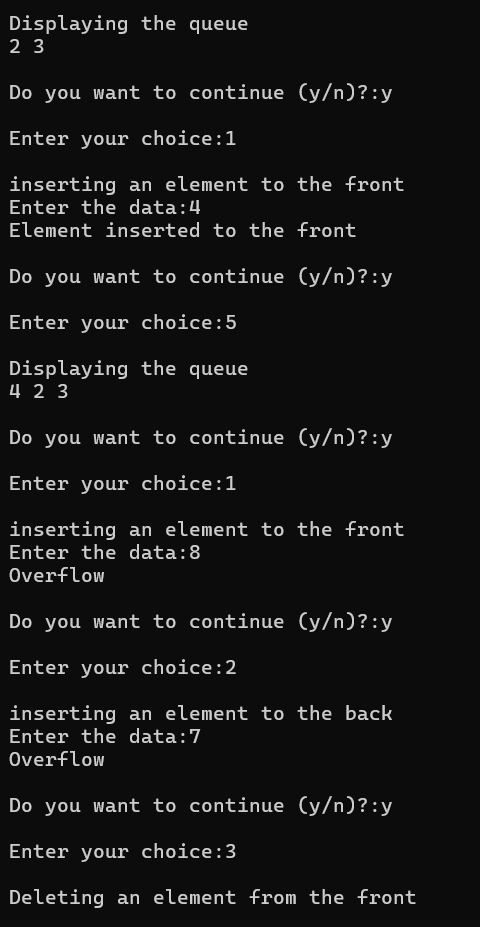 Displaying the queue
2 3
Do you want to continue (y/n)?:y
Enter your choice:1
inserting an element to the front
Enter the data:4
Element inserted to the front
Do you want to continue (y/n)?:y
Enter your choice:5
Displaying the queue
4 2 3
Do you want to continue (y/n)?:y
Enter your choice:1
inserting an element to the front
Enter the data:8
Overflow
Do you want to continue (y/n)?:y
Enter your choice:2
inserting an element to the back
Enter the data:7
Overflow
Do you want to continue (y/n)?:y
Enter your choice:3
Deleting an element from the front